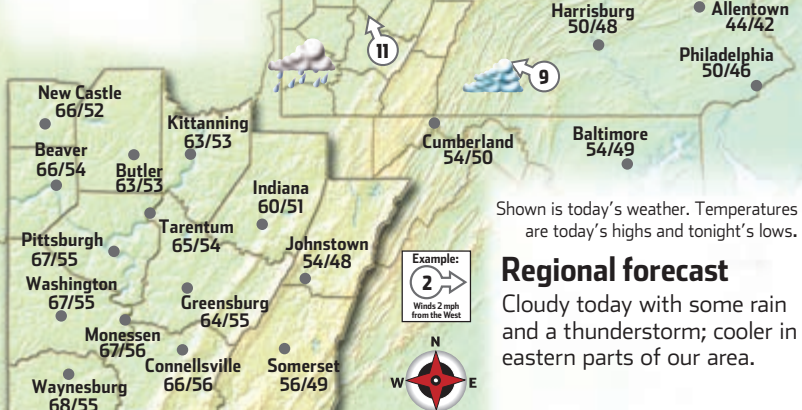 Harrisburg
50/48
Allentown
44/42
11
Philadelphia
50/46
9
New Castle
66/52
Kittanning
63/53
Cumberland
54/50
Baltimore
54/49
Beaver
66/54
Butler
63/53
Indiana
60/51
Shown is today's weather. Temperatures
are today's highs and tonight's lows.
Tarentum
65/54
Pittsburgh
67/55
Johnstown
54/48
Example:
2
Winds 2 mph
from the West
Regional forecast
Cloudy today with some rain
and a thunderstorm; cooler in
eastern parts of our area.
Washington
67/55
Greensburg
64/55
Monessen
67/56
Connellsville
66/56
Somerset
56/49
N
W
E
Waynesburg
68/55